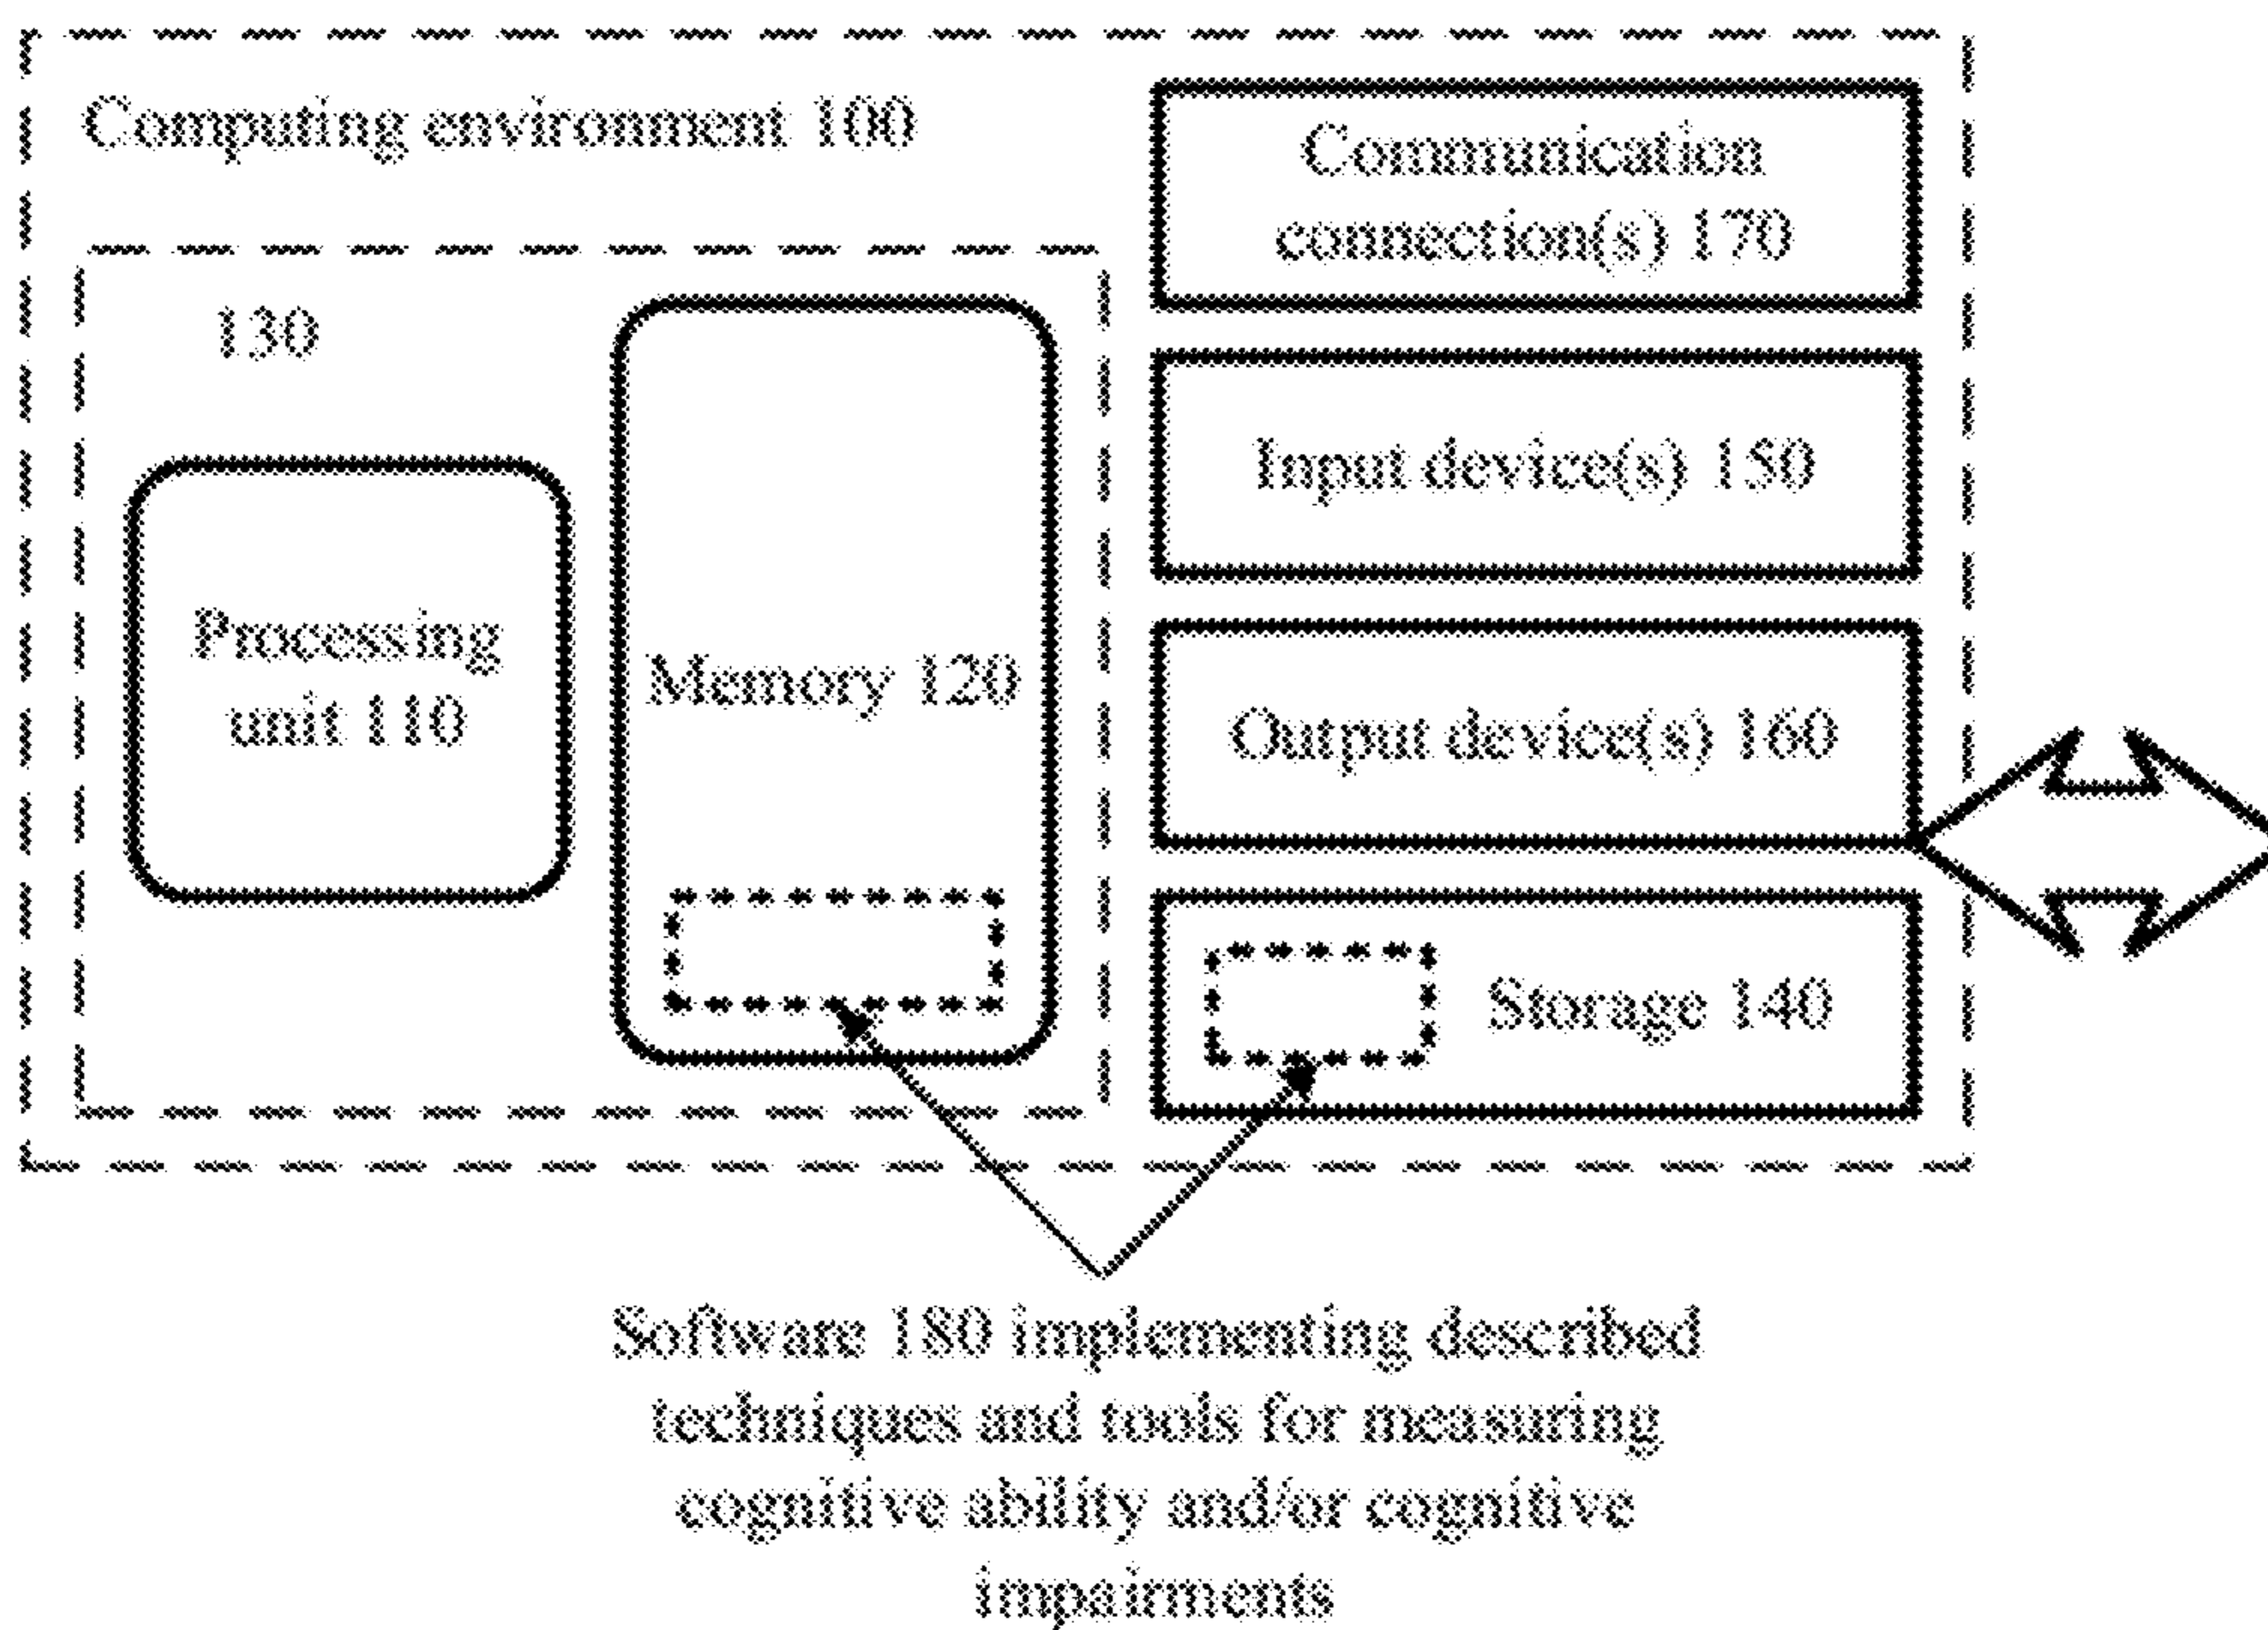 Computing environment 100
Communication
connection(s) 170
130
Input device(s) 150
Processing
unit 110
Memory 120
Output device(s) 160
Storage 140
Software 180 implementing described
techniques and tools for measuring
cognitive ability and/or cognitive
impairments